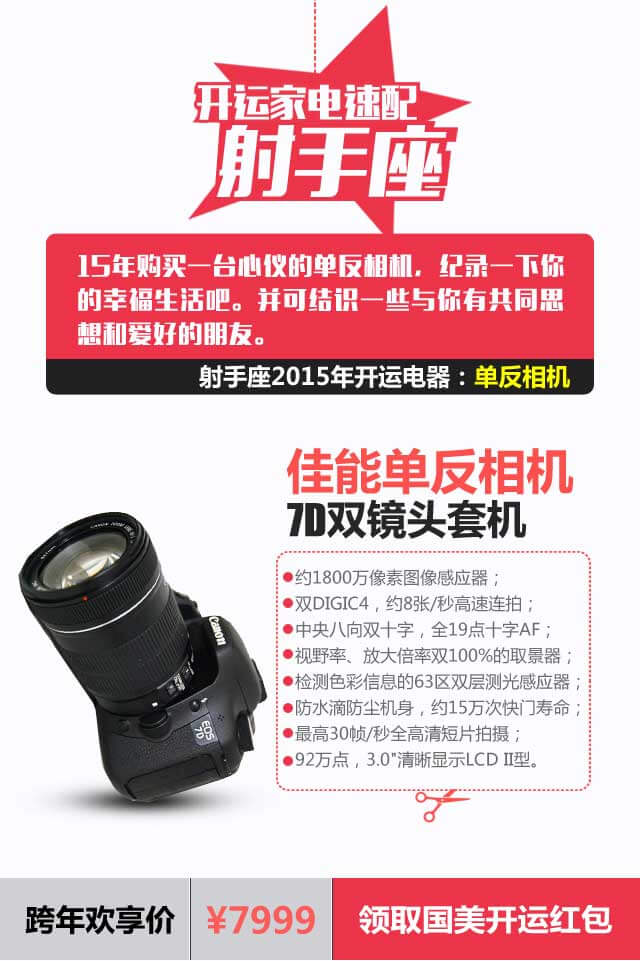 开运家电速配
射手座
15年购买一台心仪的单反相机，纪录一下你
的幸福生活吧。并可结识一些与你有共同思
想和爱好的朋友。
射手座2015年开运电器：单反相机
佳能单反相机
7D双镜头套机
约1800万像素图像感应器；
双DIGIC4，约8张/秒高速连拍；
中央八向双十字，全19点十字AF；
视野率、放大倍率双100%的取景器；
检测色彩信息的63区双层测光感应器；
防水滴防尘机身，约15万次快门寿命；
最高30帧/秒全高清短片拍摄；
92万点，3.0"清晰显示LCD II型。
Canon
EOS
7D
跨年欢享价
¥7999
领取国美开运红包